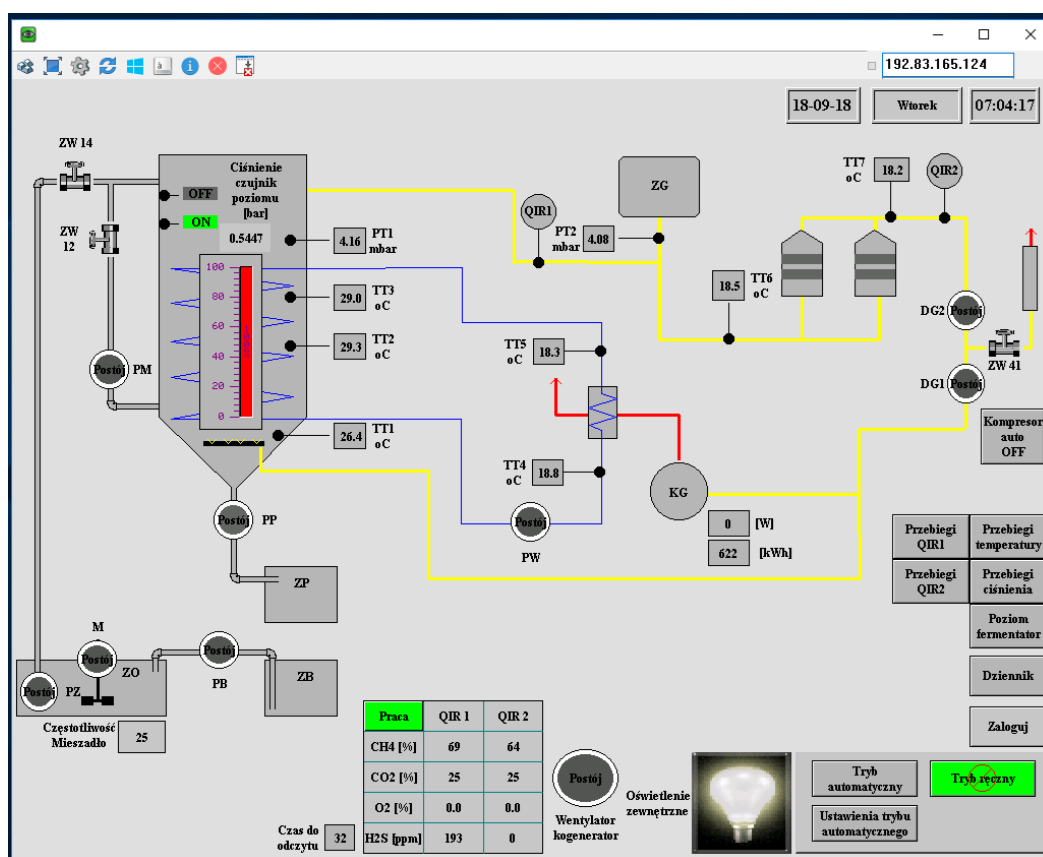 192.83.165.124
18-09-18
Wtorek
07:04:17
ZW 14
Ciśnienie
czujnik
poziomu
[bar]
OFF
ON
0.5447
ZW
12
4.16
PT1
mbar
100
80
60
40
20
0
29.0
TT3
oC
29.3
TT2
oC
26.4
TT1
oC
Postój
PM
Postój
PP
ZP
QIR1
ZG
PT2
mbar
4.08
TT7
oC
18.2
QIR2
18.5
TT6
oC
DG2
Postój
ZW 41
DG1
Postój
TT5
oC
18.3
TT4
oC
18.8
Postój
PW
KG
0
[W]
622
[kWh]
Kompresor
auto
OFF
Przebiegi
QIR1
Przebiegi
temperatury
Przebiegi
QIR2
Przebiegi
ciśnienia
Poziom
fermentator
Dziennik
Zaloguj
M
Postój
ZO
Postój
PZ
Postój
PB
ZB
Częstotliwość
Mieszadło
25
Czas do
odczytu
32
Praca
QIR 1
QIR 2
CH4 [%]
69
64
CO2 [%]
25
25
O2 [%]
0.0
0.0
H2S [ppm]
193
0
Postój
Wentylator
kogenerator
Oświetlenie
zewnętrzne
Tryb
automatyczny
Tryb ręczny
Ustawienia trybu
automatycznego